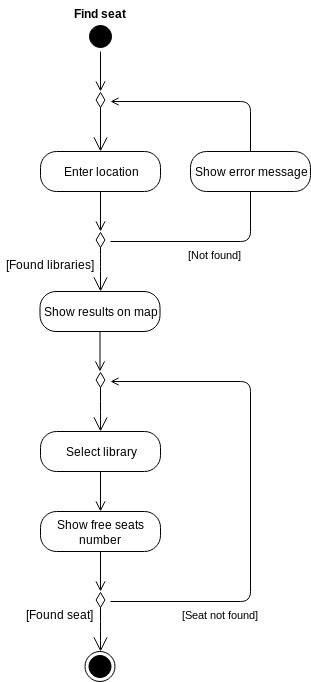 Find seat
Enter location
Show error message
[Not found]
[Found libraries]
Show results on map
Select library
Show free seats
number
[Found seat]
[Seat not found]